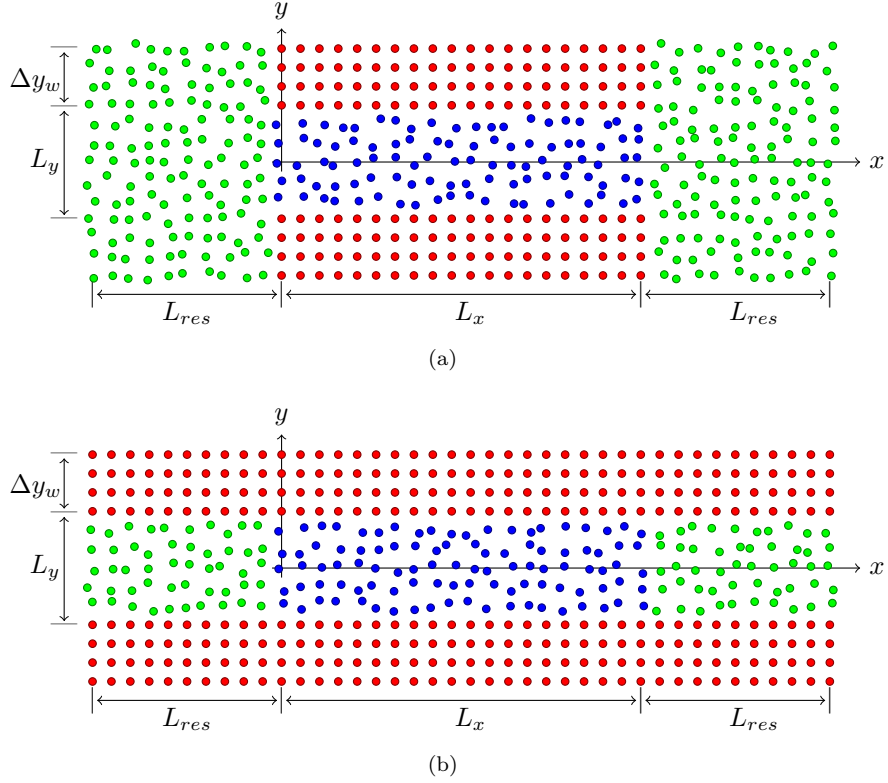 y
Δy_w
L_y
x
L_res L_x L_res
(a)
y
Δy_w
L_y
x
L_res L_x L_res
(b)